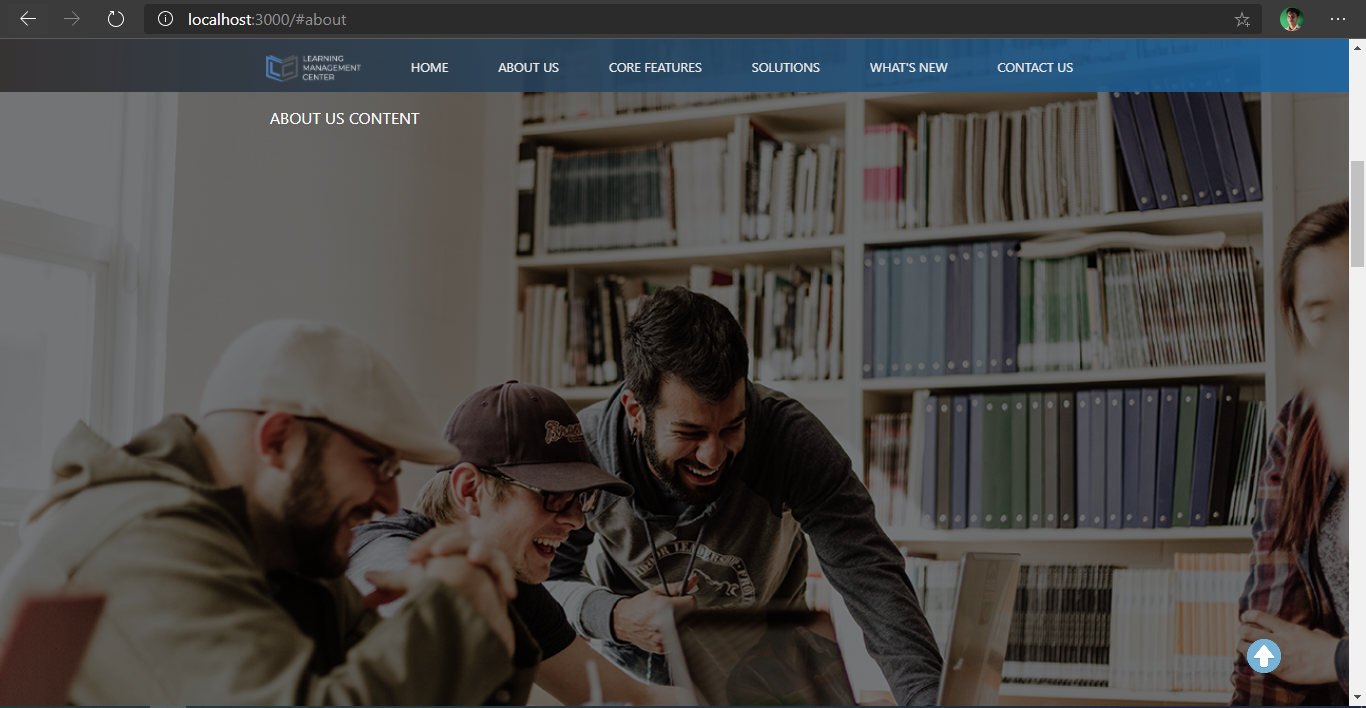 localhost:3000/#about
LEARNING
MANAGEMENT
CENTER
HOME
ABOUT US
CORE FEATURES
SOLUTIONS
WHAT'S NEW
CONTACT US
ABOUT US CONTENT